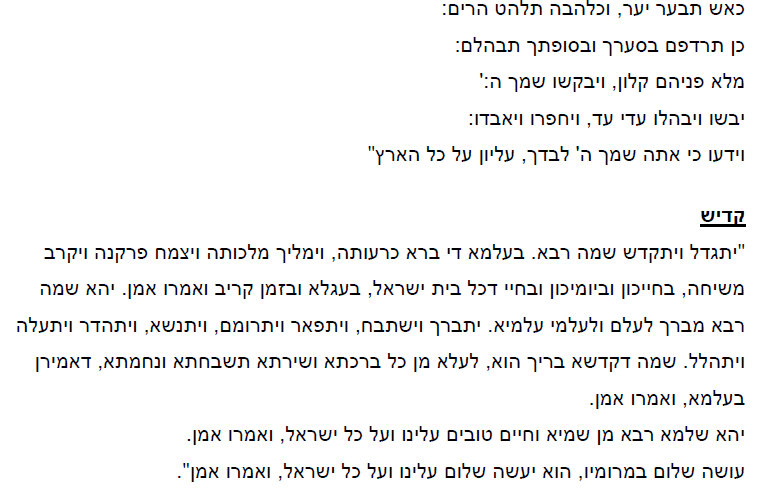 כאש תבער יער, וכלהבה תלהט הרים:
כן תרדפם בסערך ובסופתך תבהלם:
מלא פניהם קלון, ויבקשו שמך ה:'
יבשו ויבהלו עדי עד, ויחפרו ויאבדו:
וידעו כי אתה שמך ה' לבדך, עליון על כל הארץ"
קדיש
"יתגדל ויתקדש שמה רבא. בעלמא די ברא כרעותה, וימליך מלכותה ויצמח פרקנה ויקרב
משיחה, בחייכון וביומיכון ובחיי דכל בית ישראל, בעגלא ובזמן קריב ואמרו אמן. יהא שמה
רבא מברך לעלם ולעלמי עלמיא. יתברך וישתבח, ויתפאר ויתרומם, ויתנשא, ויתהדר ויתעלה
ויתהלל. שמה דקדשא בריך הוא, לעלא מן כל ברכתא ושירתא תשבחתא ונחמתא, דאמירן
בעלמא, ואמרו אמן.
יהא שלמא רבא מן שמיא וחיים טובים עלינו ועל כל ישראל, ואמרו אמן.
עושה שלום במרומיו, הוא יעשה שלום עלינו ועל כל ישראל, ואמרו אמן".